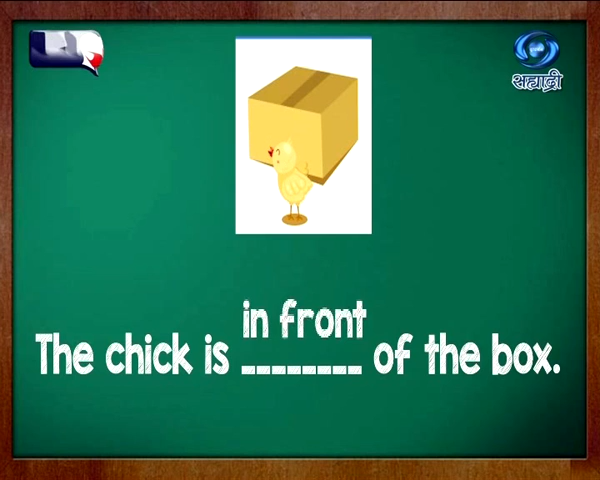 सह्याद्री
in front
The chick is ________ of the box.